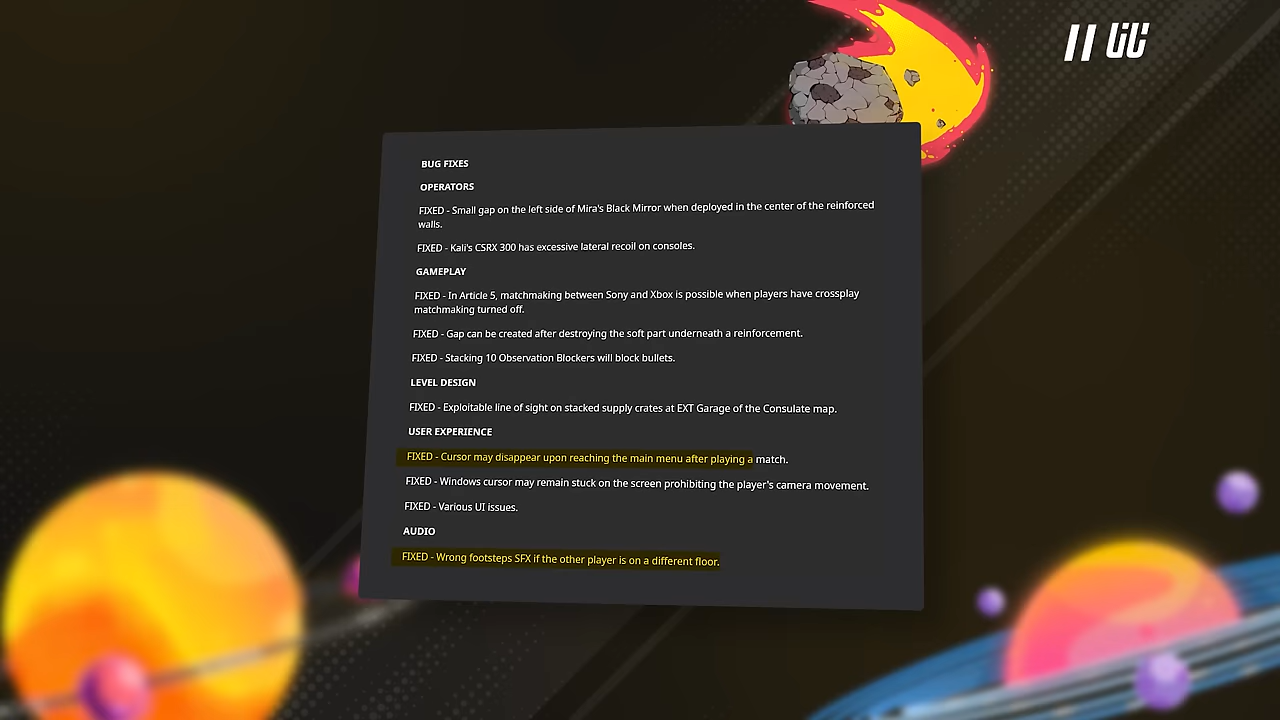 BUG FIXES
OPERATORS
FIXED - Small gap on the left side of Mira's Black Mirror when deployed in the center of the reinforced
walls.
FIXED - Kali's CSRX 300 has excessive lateral recoil on consoles.
GAMEPLAY
FIXED - In Article 5, matchmaking between Sony and Xbox is possible when players have crossplay
matchmaking turned off.
FIXED - Gap can be created after destroying the soft part underneath a reinforcement.
FIXED - Stacking 10 Observation Blockers will block bullets.
LEVEL DESIGN
FIXED - Exploitable line of sight on stacked supply crates at EXT Garage of the Consulate map.
USER EXPERIENCE
FIXED - Cursor may disappear upon reaching the main menu after playing a match.
FIXED - Windows cursor may remain stuck on the screen prohibiting the player's camera movement.
FIXED - Various UI issues.
AUDIO
FIXED - Wrong footsteps SFX if the other player is on a different floor.